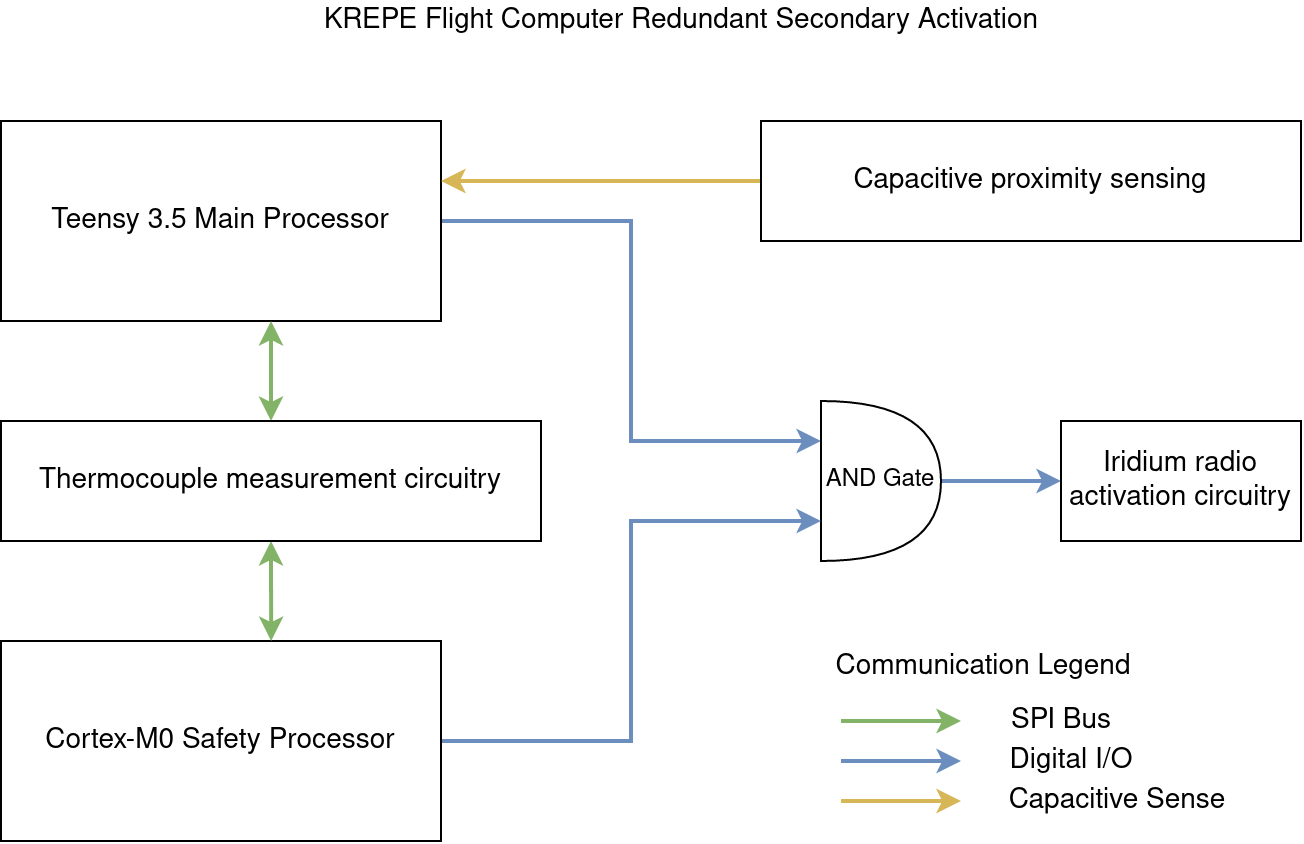 KREPE Flight Computer Redundant Secondary Activation
Teensy 3.5 Main Processor
Capacitive proximity sensing
Thermocouple measurement circuitry
AND Gate
Iridium radio
activation circuitry
Cortex-M0 Safety Processor
Communication Legend
SPI Bus
Digital I/O
Capacitive Sense